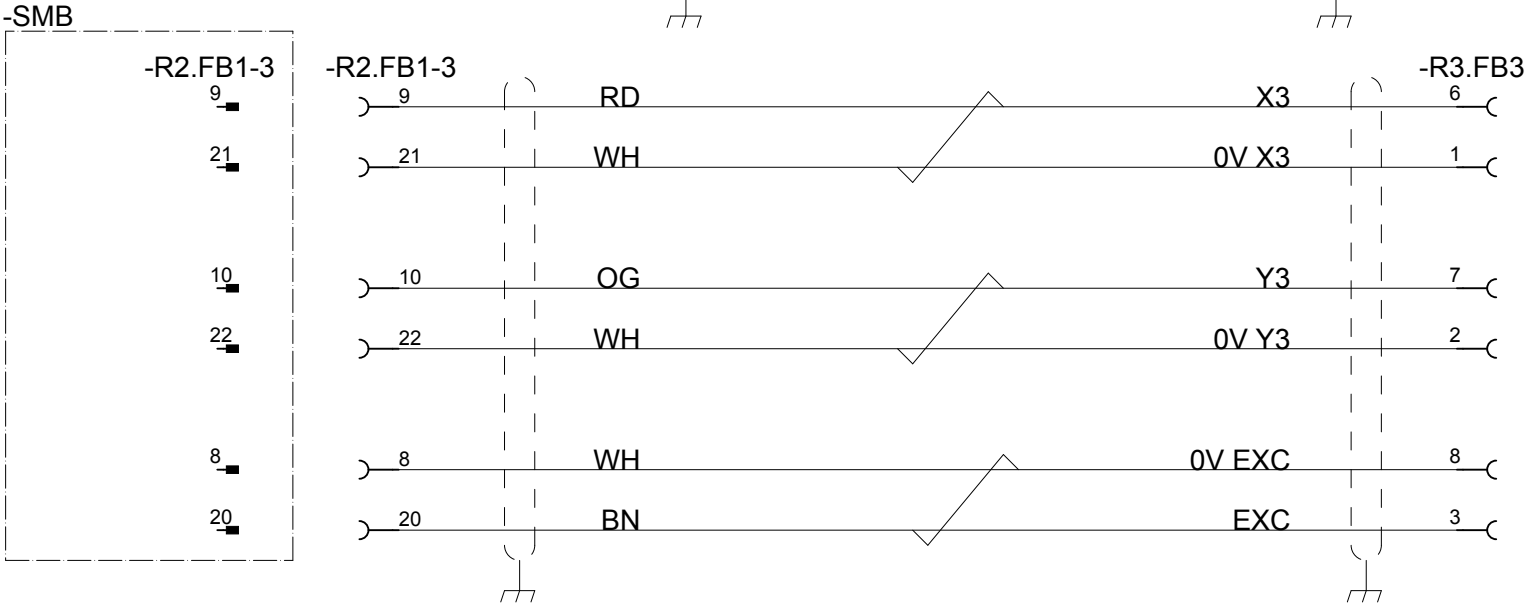 -SMB
-R2.FB1-3 -R2.FB1-3 -R3.FB3
9 9 RD X3 6
21 21 WH 0V X3 1
10 10 OG Y3 7
22 22 WH 0V Y3 2
8 8 WH 0V EXC 8
20 20 BN EXC 3